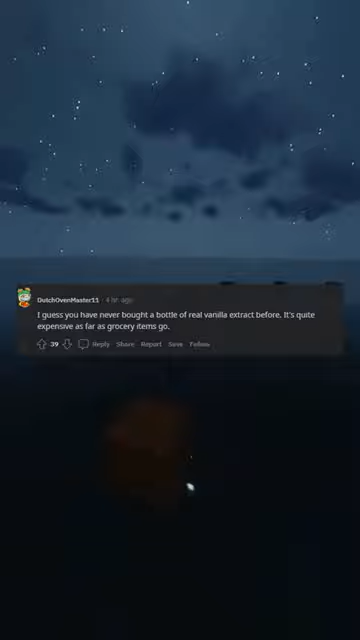 DutchOvenMaster11 · 4 hr. ago
I guess you have never bought a bottle of real vanilla extract before. It's quite
expensive as far as grocery items go.
39 Reply Share Report Save Follow